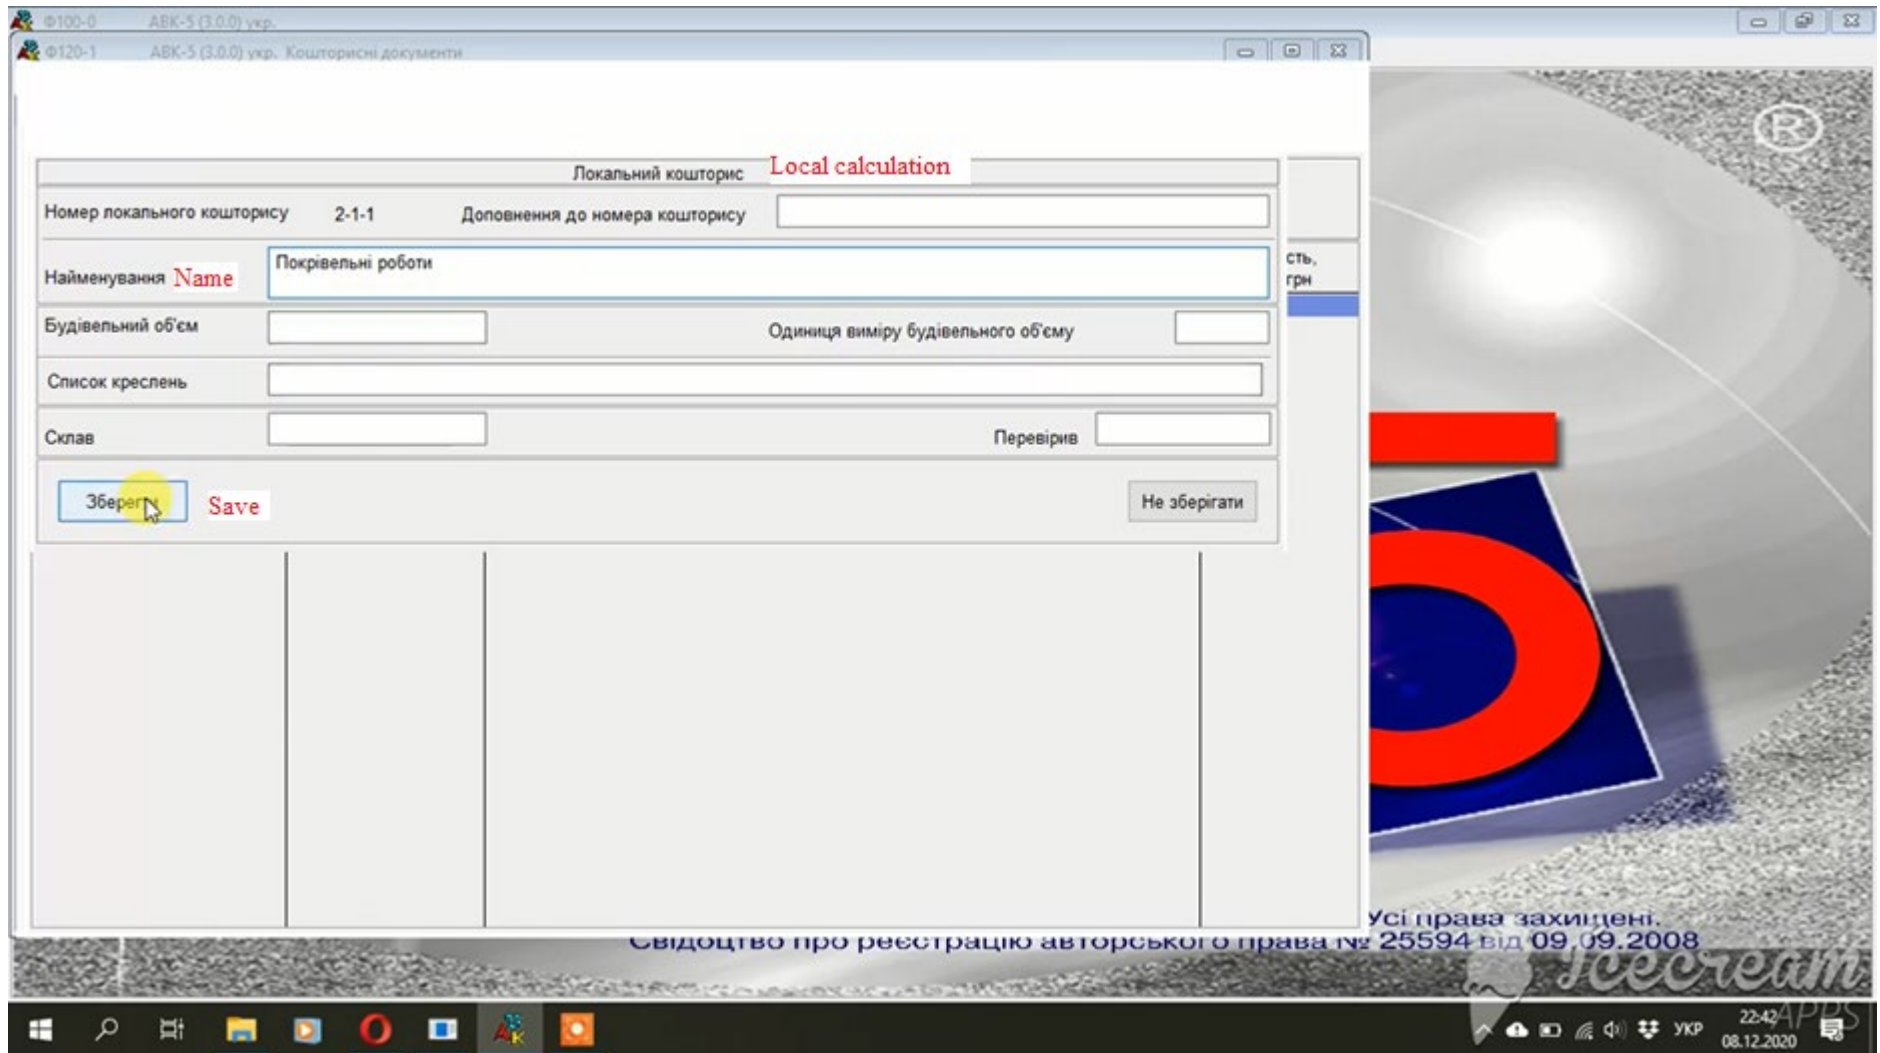 Ф100-0 АВК-5 (3.0.0) укр.
Ф120-1 АВК-5 (3.0.0) укр. Кошторисні документи
Локальний кошторис Local calculation
Номер локального кошторису 2-1-1 Доповнення до номера кошторису
Найменування Name Покрівельні роботи
сть,
грн
Будівельний об'єм Одиниця виміру будівельного об'єму
Список креслень
Склав Перевірив
Зберегти Save Не зберігати
®
Усі права захищені.
Свідоцтво про реєстрацію авторського права № 25594 від 09.09.2008
Icecream
APPS
УКР 22:42
08.12.2020